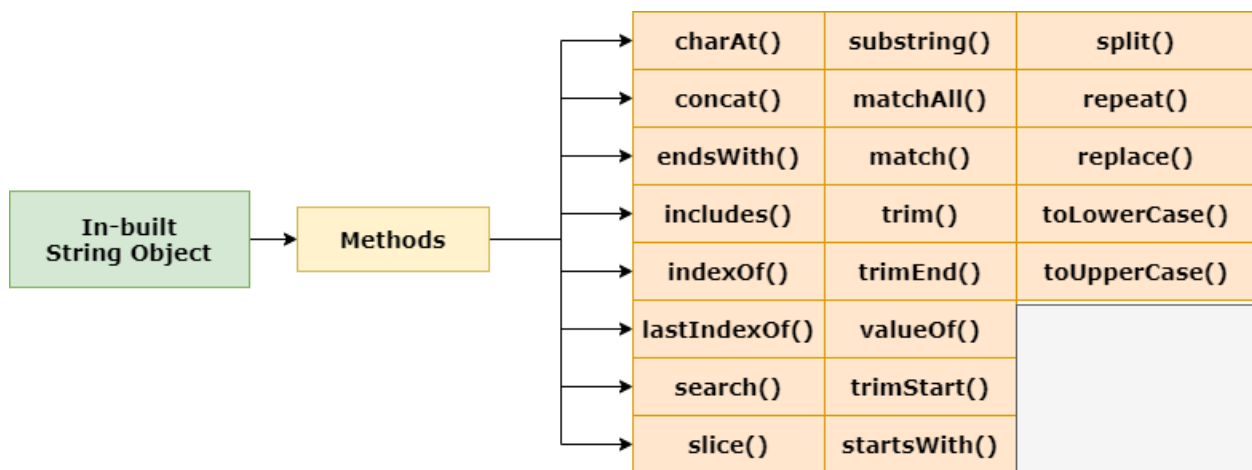 In-built
String Object
Methods
charAt() substring() split()
concat() matchAll() repeat()
endsWith() match() replace()
includes() trim() toLowerCase()
indexOf() trimEnd() toUpperCase()
lastIndexOf() valueOf()
search() trimStart()
slice() startsWith()